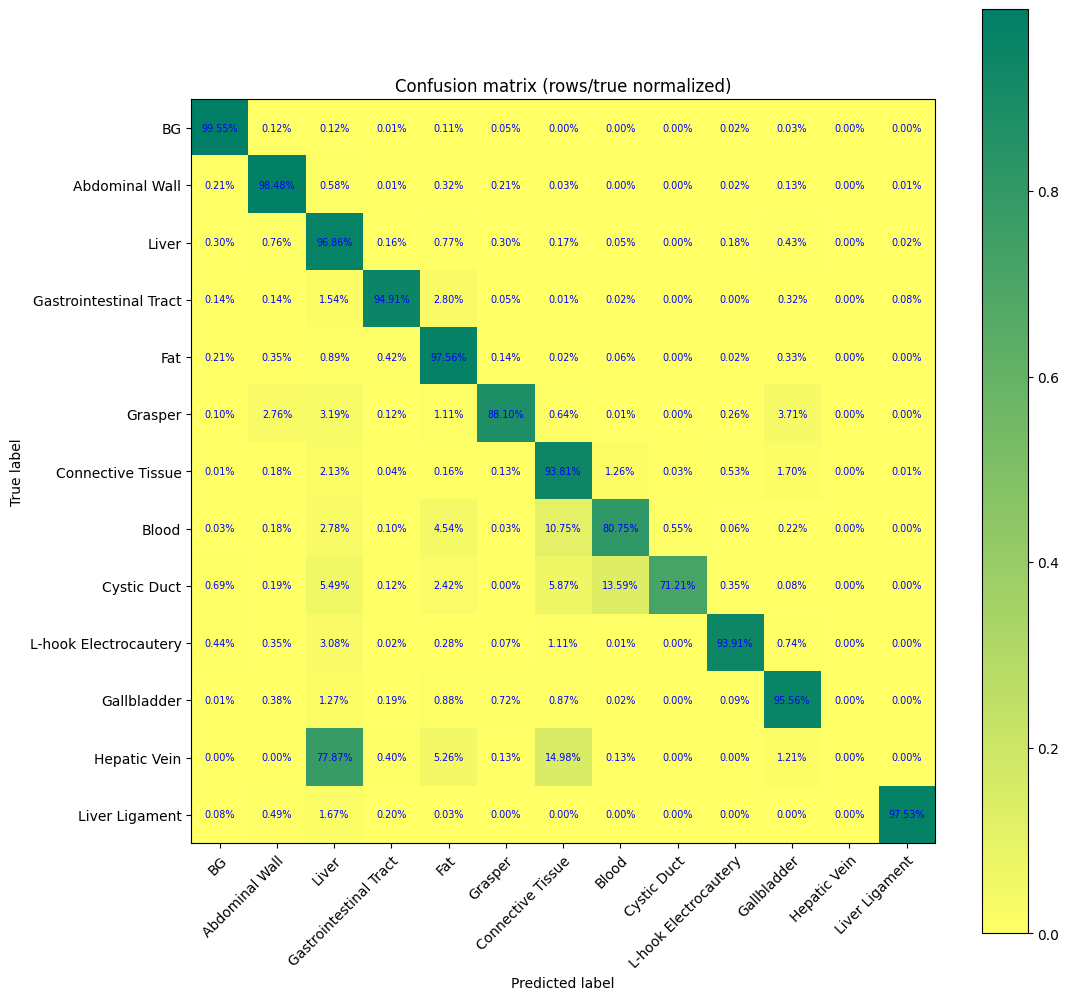 Confusion matrix (rows/true normalized)
BG 99.55% 0.12% 0.12% 0.01% 0.11% 0.05% 0.00% 0.00% 0.00% 0.02% 0.03% 0.00% 0.00%
Abdominal Wall 0.21% 98.48% 0.58% 0.01% 0.32% 0.21% 0.03% 0.00% 0.02% 0.13% 0.00% 0.01%
Liver 0.30% 0.76% 96.86% 0.16% 0.77% 0.30% 0.17% 0.05% 0.00% 0.18% 0.43% 0.00% 0.02%
Gastrointestinal Tract 0.14% 0.14% 1.54% 94.91% 2.80% 0.05% 0.01% 0.02% 0.00% 0.00% 0.32% 0.00% 0.08%
Fat 0.21% 0.35% 0.89% 0.42% 97.56% 0.14% 0.02% 0.06% 0.00% 0.02% 0.33% 0.00% 0.00%
Grasper 0.10% 2.76% 3.19% 0.12% 1.11% 88.10% 0.64% 0.01% 0.00% 0.26% 3.71% 0.00% 0.00%
Connective Tissue 0.01% 0.18% 2.13% 0.04% 0.16% 0.13% 93.81% 1.26% 0.03% 0.53% 1.70% 0.00% 0.01%
Blood 0.03% 0.18% 2.78% 0.10% 4.54% 0.03% 10.75% 80.75% 0.55% 0.06% 0.22% 0.00% 0.00%
Cystic Duct 0.69% 0.19% 5.49% 0.12% 2.42% 0.00% 5.87% 13.59% 71.21% 0.35% 0.08% 0.00% 0.00%
L-hook Electrocautery 0.44% 0.35% 3.08% 0.02% 0.28% 0.07% 1.11% 0.01% 0.00% 93.91% 0.74% 0.00% 0.00%
Gallbladder 0.01% 0.38% 1.27% 0.19% 0.88% 0.72% 0.87% 0.02% 0.00% 0.09% 95.56% 0.00% 0.00%
Hepatic Vein 0.00% 0.00% 77.87% 0.40% 5.26% 0.13% 14.98% 0.13% 0.00% 0.00% 1.21% 0.00% 0.00%
Liver Ligament 0.08% 0.49% 1.67% 0.20% 0.03% 0.00% 0.00% 0.00% 0.00% 0.00% 0.00% 0.00% 97.53%
True label
BG
Abdominal Wall
Liver
Gastrointestinal Tract
Fat
Grasper
Connective Tissue
Blood
Cystic Duct
L-hook Electrocautery
Gallbladder
Hepatic Vein
Liver Ligament
Predicted label
0.8
0.6
0.4
0.2
0.0